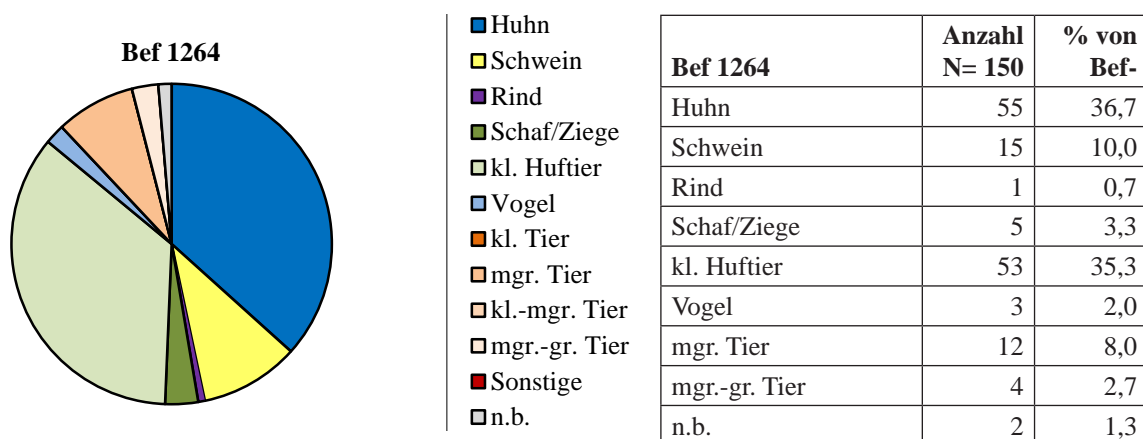 Bef 1264
Huhn
Schwein
Rind
Schaf/Ziege
kl. Huftier
Vogel
kl. Tier
mgr. Tier
kl.-mgr. Tier
mgr.-gr. Tier
Sonstige
n.b.
Bef 1264 Anzahl N= 150 % von Bef-
Huhn 55 36,7
Schwein 15 10,0
Rind 1 0,7
Schaf/Ziege 5 3,3
kl. Huftier 53 35,3
Vogel 3 2,0
mgr. Tier 12 8,0
mgr.-gr. Tier 4 2,7
n.b. 2 1,3